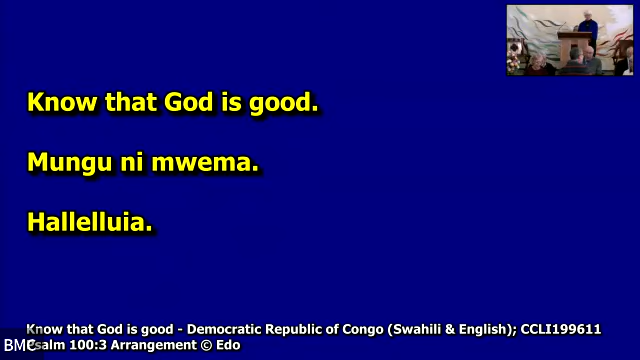 Know that God is good.
Mungu ni mwema.
Hallelluia.
Know that God is good - Democratic Republic of Congo (Swahili & English); CCLI199611
Psalm 100:3 Arrangement © Edo
BMC